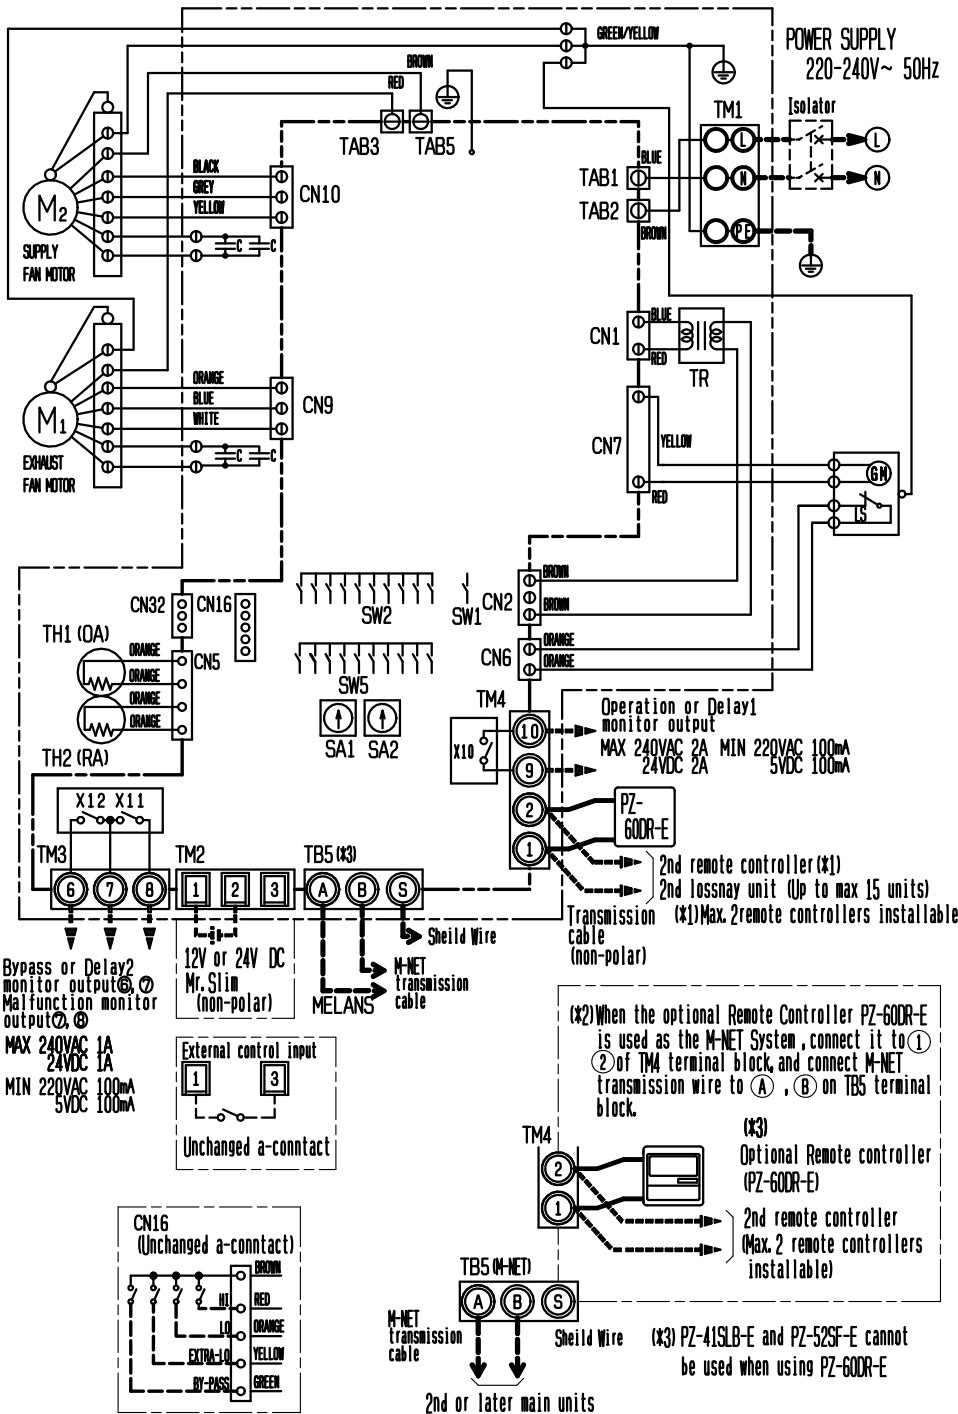 GREEN/YELLOW
POWER SUPPLY
220-240V~ 50Hz
BROWN
RED
TM1
Isolator
TAB3
TAB5
L
L
BLACK
GREY
YELLOW
CN10
BLUE
TAB1
TAB2
BROWN
N
N
M2
SUPPLY
FAN MOTOR
C
C
PE
CN1
BLUE
RED
TR
ORANGE
BLUE
WHITE
CN9
M1
EXHAUST
FAN MOTOR
C
C
CN7
YELLOW
RED
GM
LS
CN32
CN16
SW2
SW1
CN2
BROWN
BROWN
TH1 (OA)
ORANGE
ORANGE
ORANGE
ORANGE
CN5
TH2 (RA)
SW5
SA1
SA2
CN6
ORANGE
ORANGE
TM4
X10
10
9
2
1
Operation or Delay1
monitor output
MAX 240VAC 2A MIN 220VAC 100mA
24VDC 2A 5VDC 100mA
PZ-
60DR-E
X12 X11
TM3
TM2
TB5 (*3)
6
7
8
1
2
3
A
B
S
2nd remote controller(*1)
2nd lossnay unit (Up to max 15 units)
Transmission
cable
(non-polar)
(*1)Max. 2remote controllers installable
Bypass or Delay2
monitor output⑥,⑦
Malfunction monitor
output⑦,⑧
MAX 240VAC 1A
24VDC 1A
MIN 220VAC 100mA
5VDC 100mA
12V or 24V DC
Mr. Slim
(non-polar)
Sheild Wire
M-NET
transmission
cable
MELANS
External control input
1
3
Unchanged a-conntact
(*2)When the optional Remote Controller PZ-60DR-E
is used as the M-NET System, connect it to ①
② of TM4 terminal block, and connect M-NET
transmission wire to Ⓐ , Ⓑ on TB5 terminal
block.
TM4
2
1
(*3)
Optional Remote controller
(PZ-60DR-E)
2nd remote controller
(Max. 2 remote controllers
installable)
CN16
(Unchanged a-conntact)
BROWN
HI
RED
LO
ORANGE
EXTRA-LO
YELLOW
BY-PASS
GREEN
TB5 (M-NET)
A
B
S
M-NET
transmission
cable
Sheild Wire
2nd or later main units
(*3) PZ-41SLB-E and PZ-52SF-E cannot
be used when using PZ-60DR-E